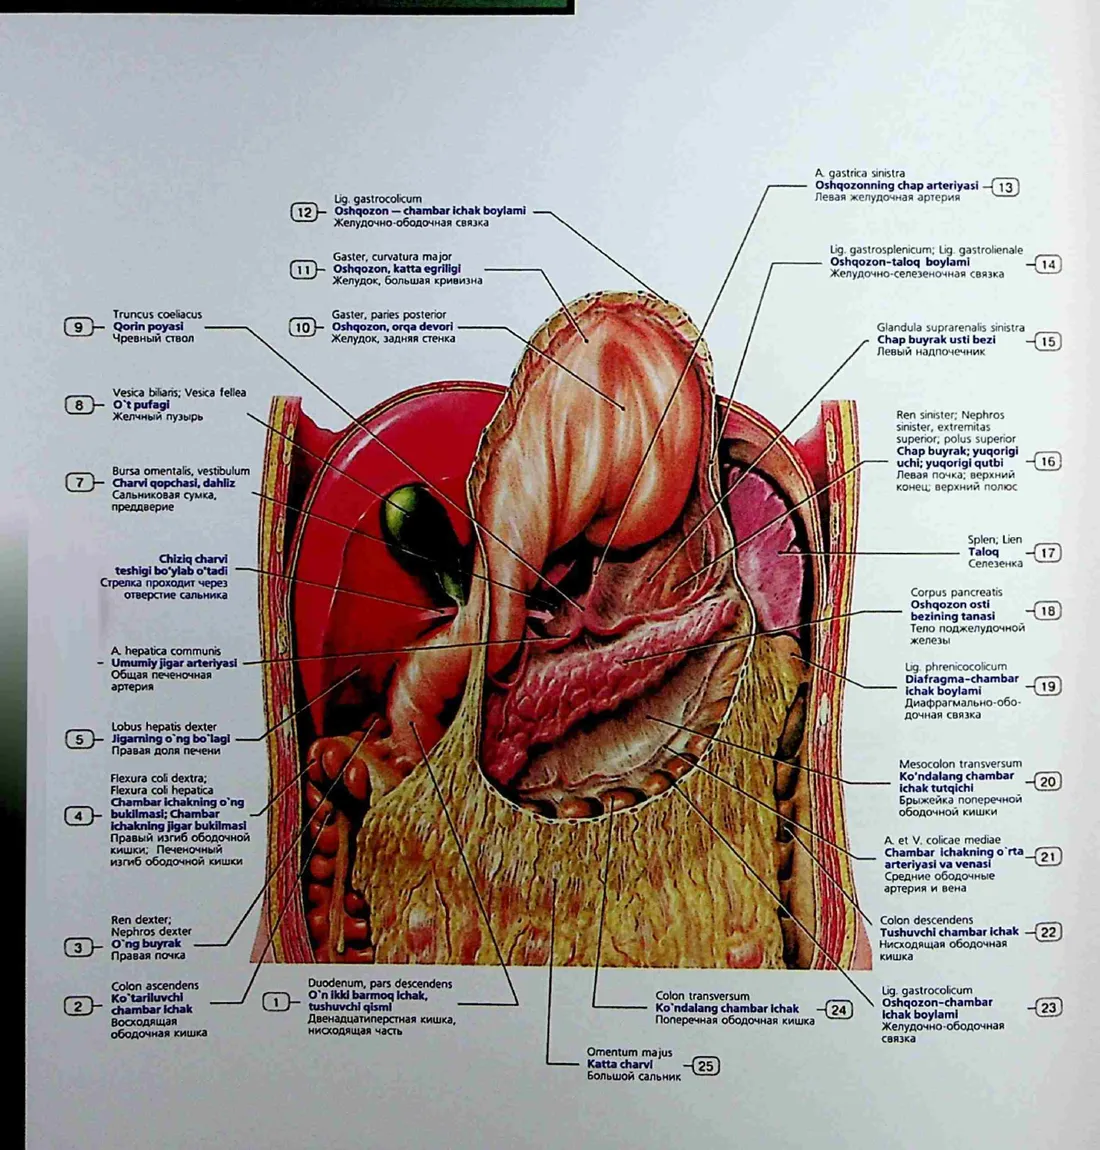 A. gastrica sinistra
Oshqozonning chap arteriyasi
Левая желудочная артерия
13
Lig. gastrocolicum
12
Oshqozon — chambar ichak boylami
Желудочно-ободочная связка
Lig. gastrosplenicum; Lig. gastrolienale
Oshqozon-taloq boylami
14
Желудочно-селезеночная связка
Gaster, curvatura major
11
Oshqozon, katta egriligi
Желудок, большая кривизна
Truncus coeliacus
9
Qorin poyasi
Чревный ствол
Gaster, paries posterior
10
Oshqozon, orqa devori
Желудок, задняя стенка
Glandula suprarenalis sinistra
Chap buyrak usti bezi
15
Левый надпочечник
Vesica biliaris; Vesica fellea
8
O`t pufagi
Желчный пузырь
Ren sinister; Nephros
sinister, extremitas
superior; polus superior
Chap buyrak; yuqorigi
uchi; yuqorigi qutbi
16
Левая почка; верхний
конец; верхний полюс
Bursa omentalis, vestibulum
7
Charvi qopchasi, dahliz
Сальниковая сумка,
преддверие
Chiziq charvi
teshigi bo'ylab o'tadi
Стрелка проходит через
отверстие сальника
Splen; Lien
Taloq
17
Селезенка
Corpus pancreatis
Oshqozon osti
bezining tanasi
18
Тело поджелудочной
железы
A. hepatica communis
Umumiy jigar arteriyasi
Общая печеночная
артерия
Lig. phrenicocolicum
Diafragma-chambar
ichak boylami
19
Диафрагмально-обо-
дочная связка
Lobus hepatis dexter
5
Jigarning o`ng bo`lagi
Правая доля печени
Mesocolon transversum
Ko'ndalang chambar
ichak tutqichi
20
Брыжейка поперечной
ободочной кишки
Flexura coli dextra;
Flexura coli hepatica
Chambar ichakning o`ng
4
bukilmasi; Chambar
ichakning jigar bukilmasi
Правый изгиб ободочной
кишки; Печеночный
изгиб ободочной кишки
A. et V. colicae mediae
Chambar ichakning o`rta
arteriyasi va venasi
21
Средние ободочные
артерия и вена
Ren dexter;
Nephros dexter
3
O`ng buyrak
Правая почка
Colon descendens
Tushuvchi chambar ichak
22
Нисходящая ободочная
кишка
Colon ascendens
2
Ko`tariluvchi
chambar ichak
Восходящая
ободочная кишка
Duodenum, pars descendens
1
O`n ikki barmoq ichak,
tushuvchi qismi
Двенадцатиперстная кишка,
нисходящая часть
Colon transversum
Ko`ndalang chambar ichak
24
Поперечная ободочная кишка
Lig. gastrocolicum
Oshqozon-chambar
ichak boylami
23
Желудочно-ободочная
связка
Omentum majus
Katta charvi
25
Большой сальник